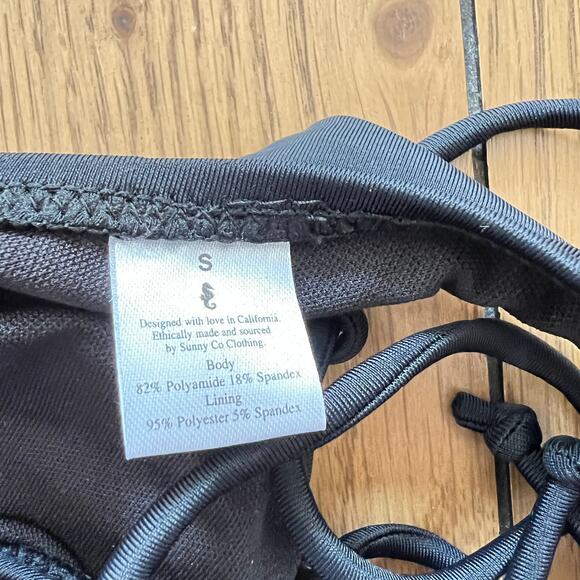 S
Designed with love in California.
Ethically made and sourced
by Sunny Co Clothing.
Body
82% Polyamide 18% Spandex
Lining
95% Polyester 5% Spandex